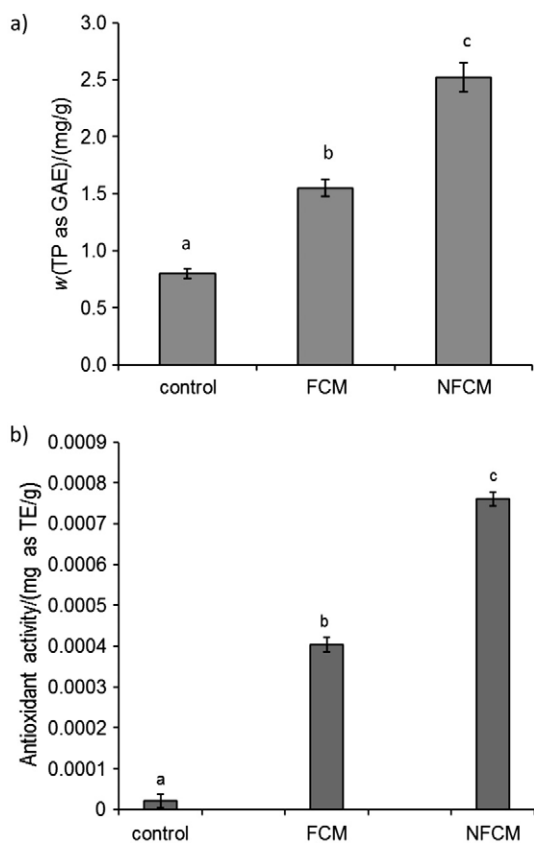 a)
w(TP as GAE)/(mg/g)
3.0
2.5
2.0
1.5
1.0
0.5
0.0
a
b
c
control FCM NFCM
b)
Antioxidant activity/(mg as TE/g)
0.0009
0.0008
0.0007
0.0006
0.0005
0.0004
0.0003
0.0002
0.0001
0
a
b
c
control FCM NFCM